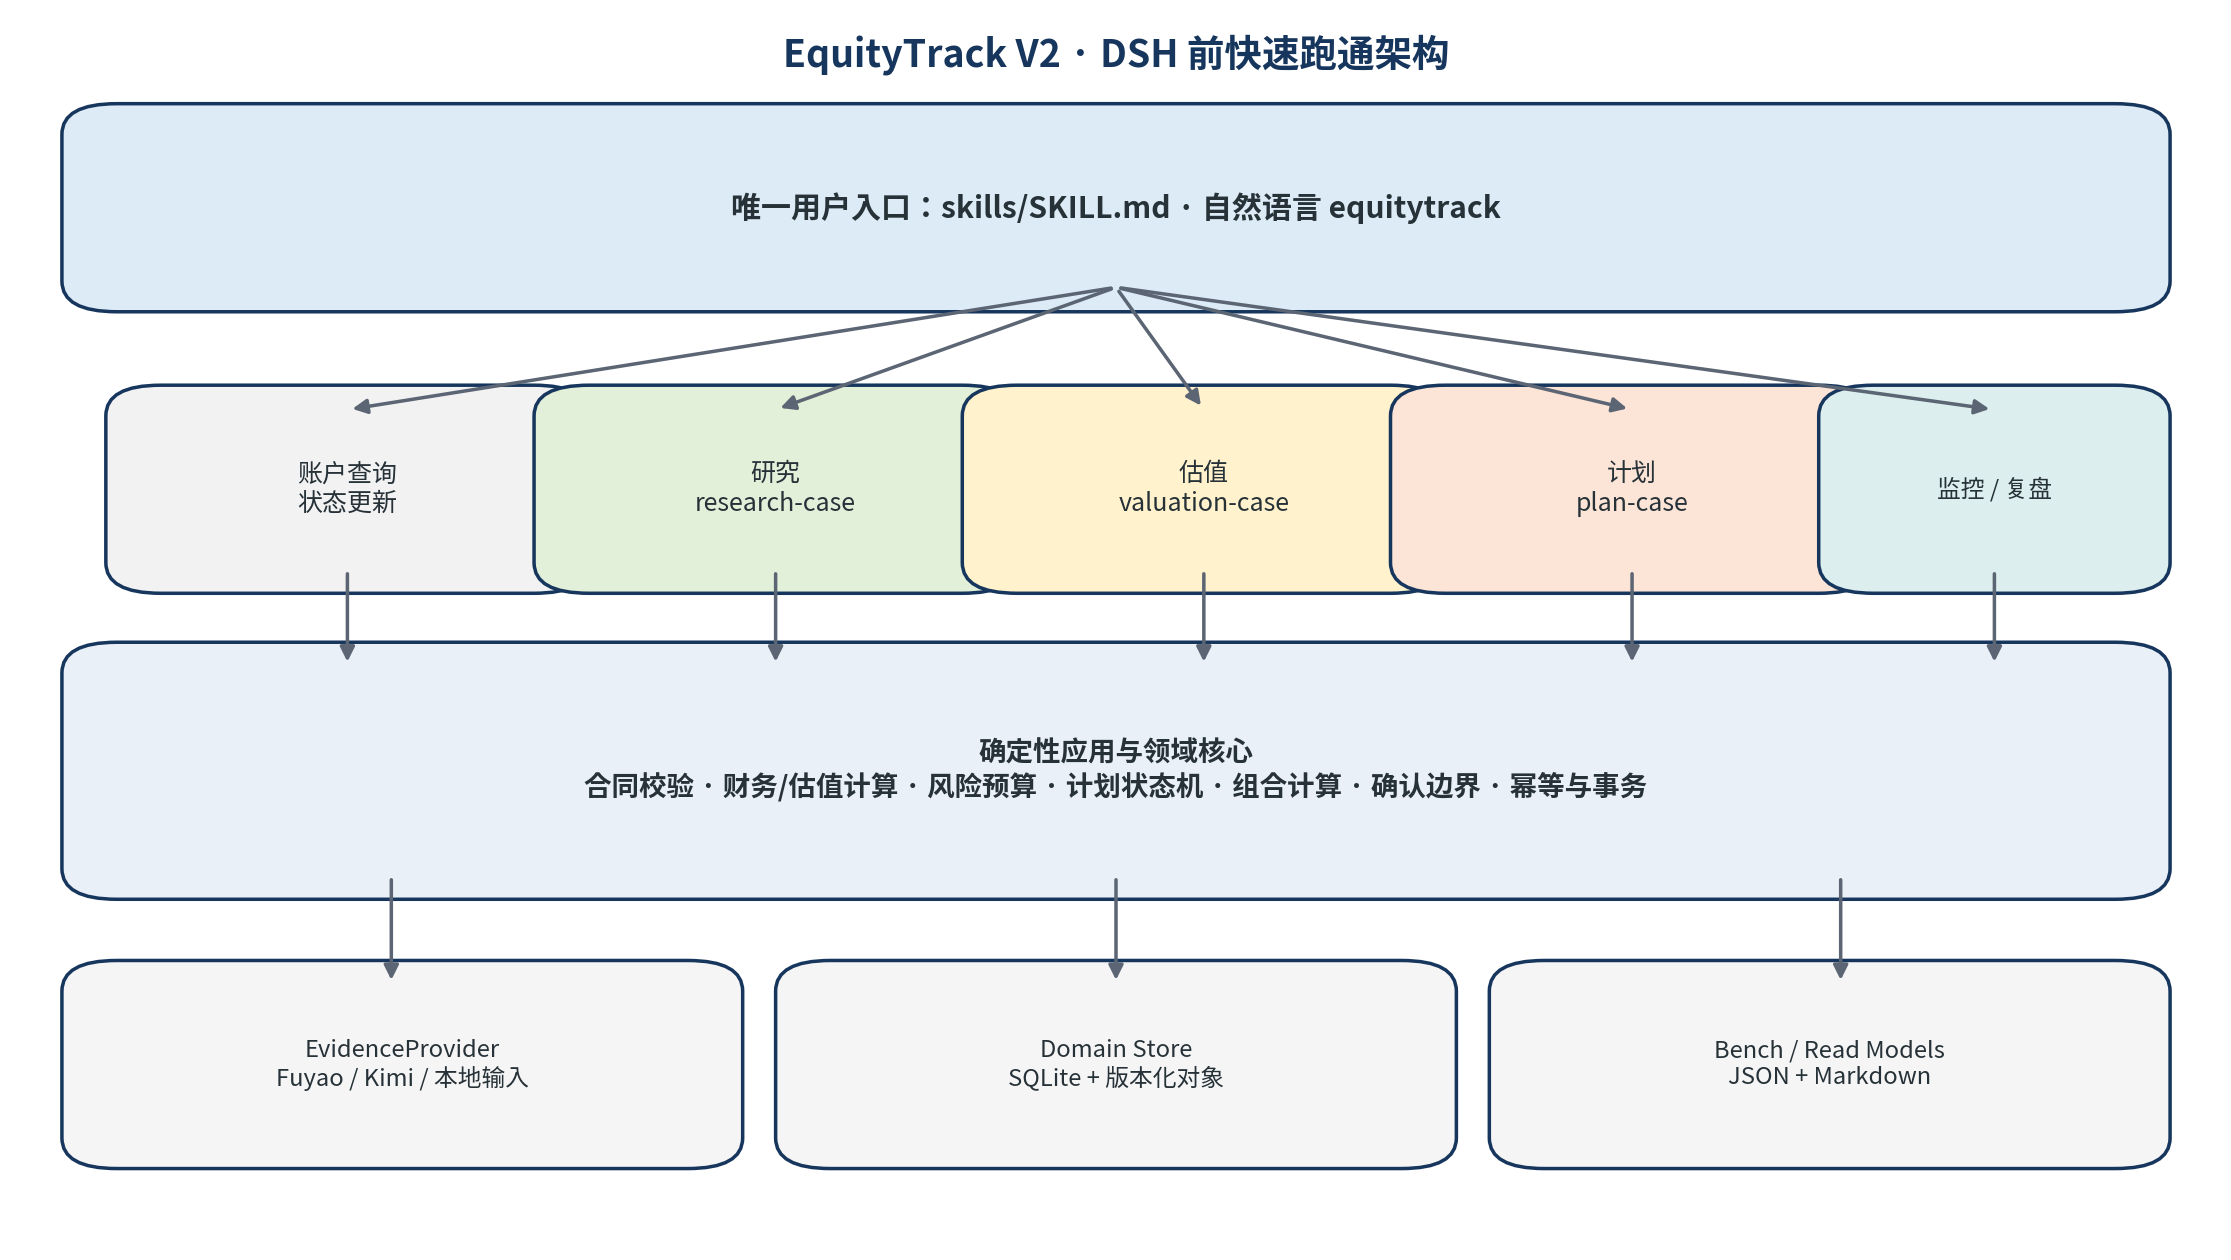 EquityTrack V2 · DSH 前快速跑通架构
唯一用户入口：skills/SKILL.md · 自然语言 equitytrack
账户查询
状态更新
研究
research-case
估值
valuation-case
计划
plan-case
监控 / 复盘
确定性应用与领域核心
合同校验 · 财务/估值计算 · 风险预算 · 计划状态机 · 组合计算 · 确认边界 · 幂等与事务
EvidenceProvider
Fuyao / Kimi / 本地输入
Domain Store
SQLite + 版本化对象
Bench / Read Models
JSON + Markdown